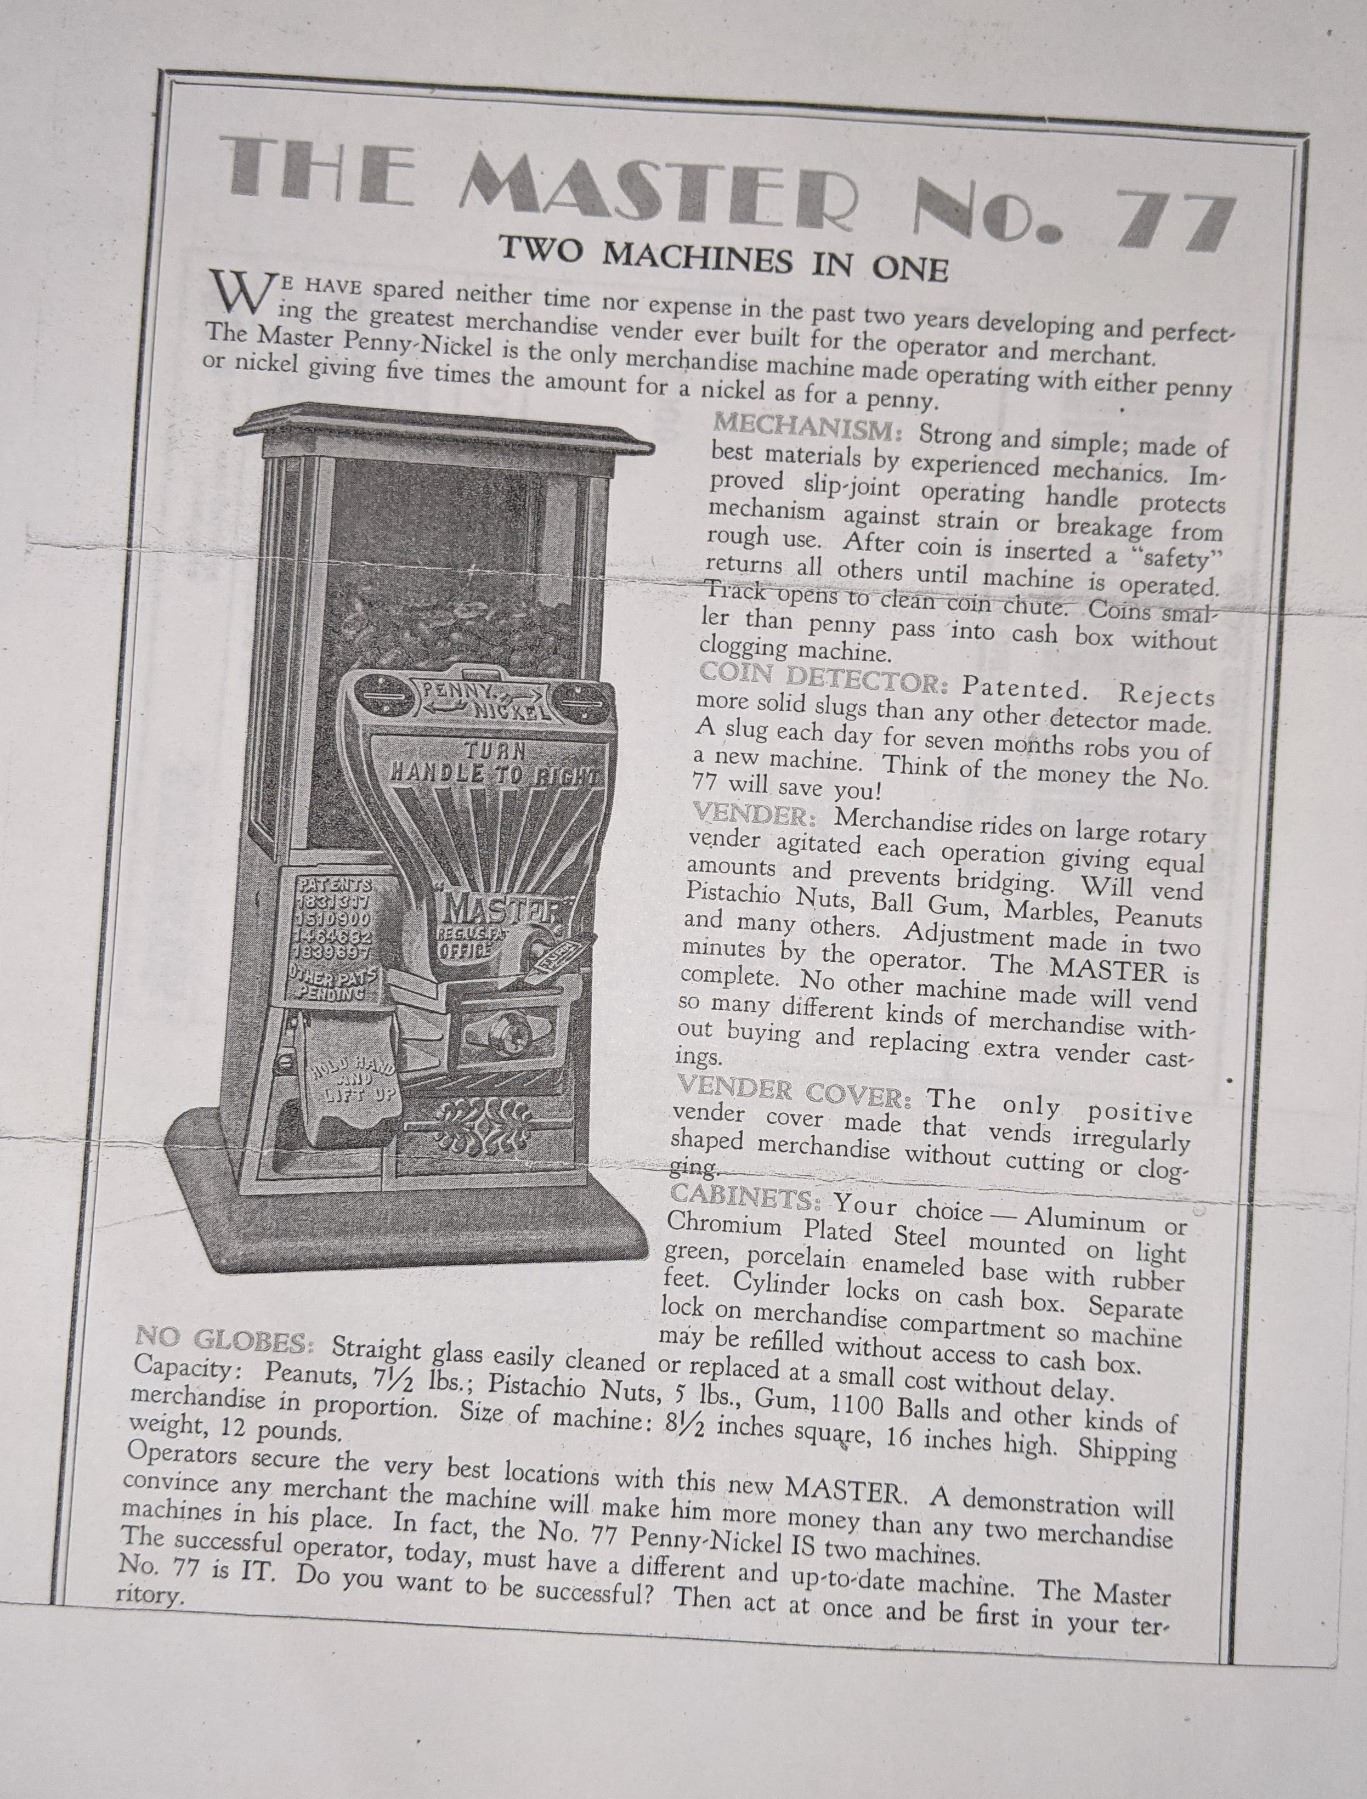 THE MASTER No. 77
TWO MACHINES IN ONE
WE HAVE spared neither time nor expense in the past two years developing and perfect-
ing the greatest merchandise vender ever built for the operator and merchant.
The Master Penny-Nickel is the only merchandise machine made operating with either penny
or nickel giving five times the amount for a nickel as for a penny.
MECHANISM: Strong and simple; made of
best materials by experienced mechanics. Im-
proved slip-joint operating handle protects
mechanism against strain or breakage from
rough use. After coin is inserted a "safety"
returns all others until machine is operated.
Track opens to clean coin chute. Coins smal-
ler than penny pass into cash box without
clogging machine.
COIN DETECTOR: Patented. Rejects
more solid slugs than any other detector made.
A slug each day for seven months robs you of
a new machine. Think of the money the No.
77 will save you!
VENDER: Merchandise rides on large rotary
vender agitated each operation giving equal
amounts and prevents bridging. Will vend
Pistachio Nuts, Ball Gum, Marbles, Peanuts
and many others. Adjustment made in two
minutes by the operator. The MASTER is
complete. No other machine made will vend
so many different kinds of merchandise with-
out buying and replacing extra vender cast-
ings.
VENDER COVER: The only positive
vender cover made that vends irregularly
shaped merchandise without cutting or clog-
ging.
CABINETS: Your choice — Aluminum or
Chromium Plated Steel mounted on light
green, porcelain enameled base with rubber
feet. Cylinder locks on cash box. Separate
lock on merchandise compartment so machine
may be refilled without access to cash box.
NO GLOBES: Straight glass easily cleaned or replaced at a small cost without delay.
Capacity: Peanuts, 7½ lbs.; Pistachio Nuts, 5 lbs., Gum, 1100 Balls and other kinds of
merchandise in proportion. Size of machine: 8½ inches square, 16 inches high. Shipping
weight, 12 pounds.
Operators secure the very best locations with this new MASTER. A demonstration will
convince any merchant the machine will make him more money than any two merchandise
machines in his place. In fact, the No. 77 Penny-Nickel IS two machines.
The successful operator, today, must have a different and up-to-date machine. The Master
No. 77 is IT. Do you want to be successful? Then act at once and be first in your ter-
ritory.
PENNY
NICKEL
TURN
HANDLE TO RIGHT
"MASTER"
REG.U.S.PAT
OFFICE
PATENTS
1831317
1510900
1464682
1839897
OTHER PATS
PENDING
HOLD HAND
AND
LIFT UP